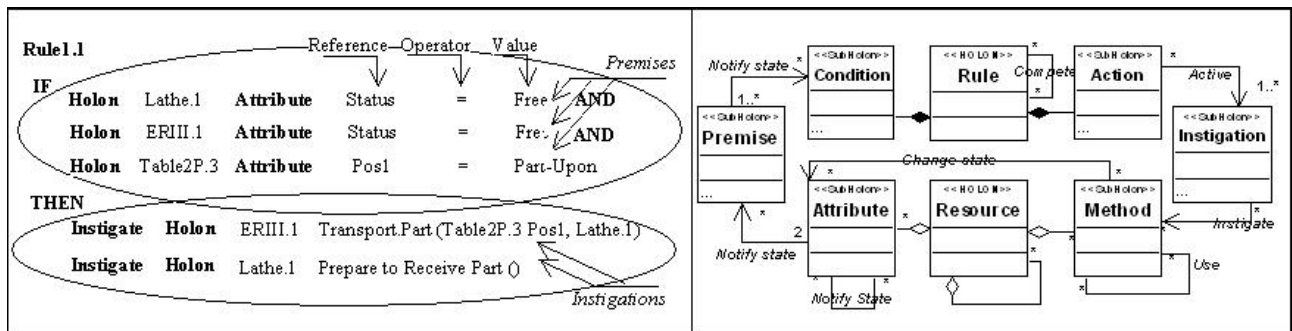 Reference Operator Value
Rule1.1
Premises
IF
Holon Lathe.1 Attribute Status = Free AND
Holon ERIII.1 Attribute Status = Free AND
Holon Table2P.3 Attribute Pos1 = Part-Upon
THEN
Instigate Holon ERIII.1 Transport.Part (Table2P.3 Pos1, Lathe.1)
Instigate Holon Lathe.1 Prepare to Receive Part ()
Instigations
<<SubHolon>>
Condition
...
<<HOLON>>
Rule
<<SubHolon>>
Action
...
Notify state
*
*
Compete
*
*
Active
1..*
1..*
<<SubHolon>>
Premise
...
<<SubHolon>>
Instigation
...
Change state
*
*
<<SubHolon>>
Attribute
<<HOLON>>
Resource
<<SubHolon>>
Method
*
2
*
*
*
*
Instigate
Notify state
*
*
Notify State
*
*
*
Use